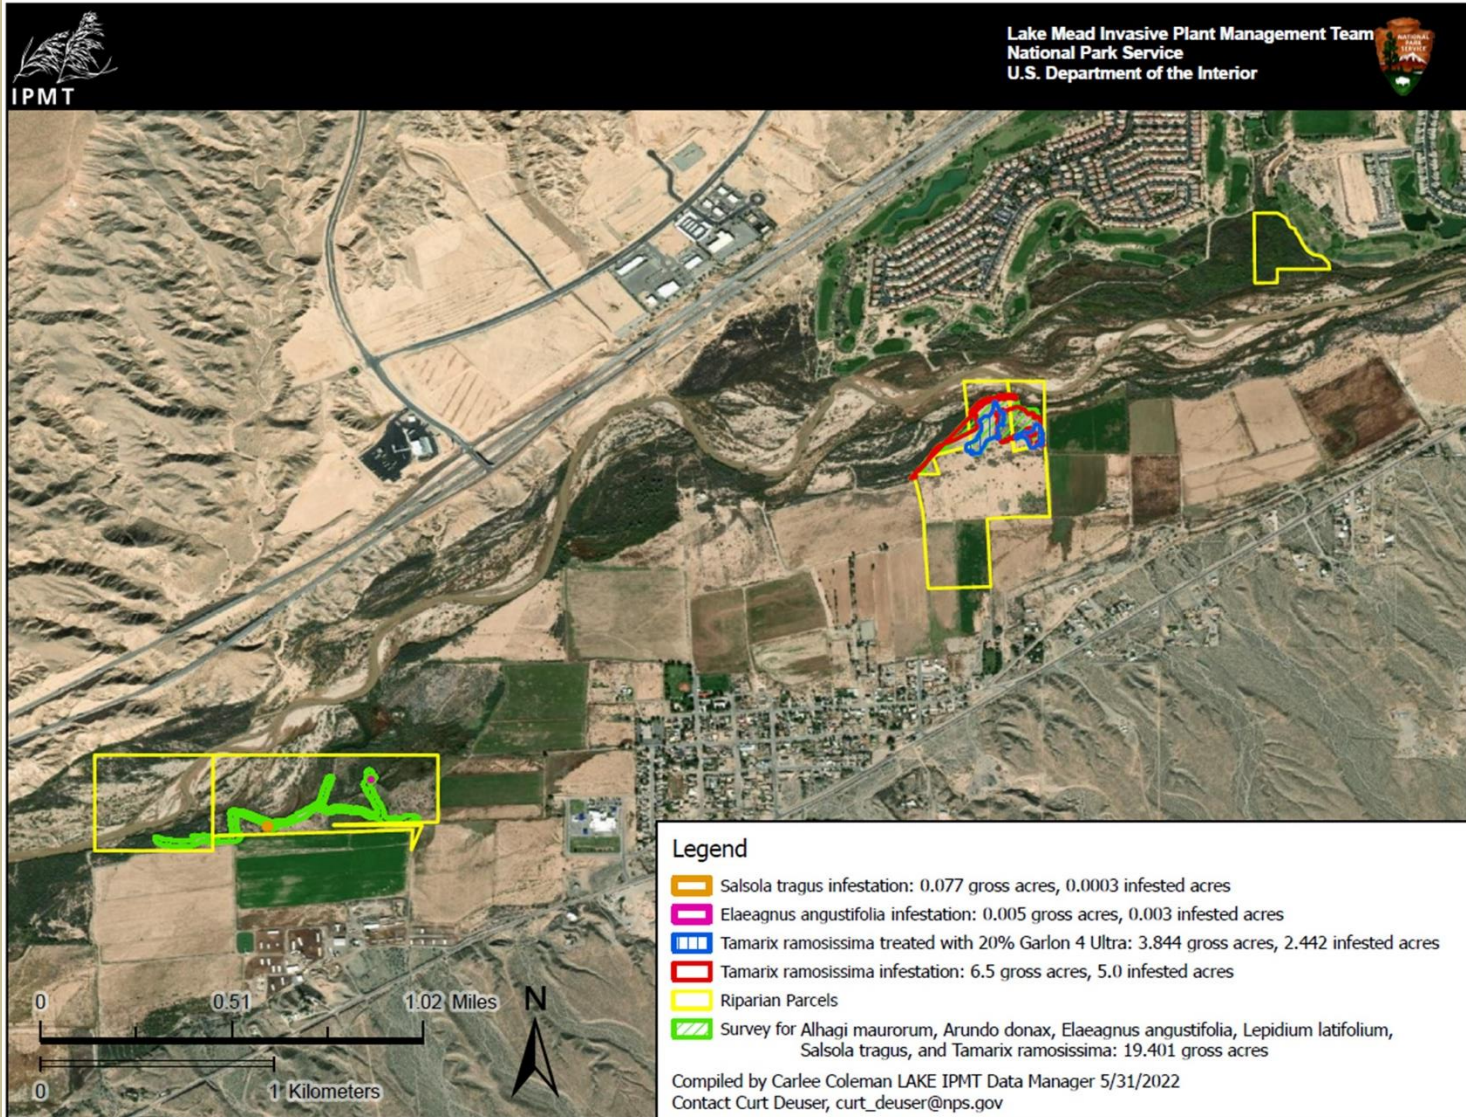 IPMT
Lake Mead Invasive Plant Management Team
National Park Service
U.S. Department of the Interior
NATIONAL
PARK
SERVICE
Legend
Salsola tragus infestation: 0.077 gross acres, 0.0003 infested acres
Elaeagnus angustifolia infestation: 0.005 gross acres, 0.003 infested acres
Tamarix ramosissima treated with 20% Garlon 4 Ultra: 3.844 gross acres, 2.442 infested acres
Tamarix ramosissima infestation: 6.5 gross acres, 5.0 infested acres
Riparian Parcels
Survey for Alhagi maurorum, Arundo donax, Elaeagnus angustifolia, Lepidium latifolium,
Salsola tragus, and Tamarix ramosissima: 19.401 gross acres
Compiled by Carlee Coleman LAKE IPMT Data Manager 5/31/2022
Contact Curt Deuser, curt_deuser@nps.gov
0 0.51 1.02 Miles
N
0 1 Kilometers